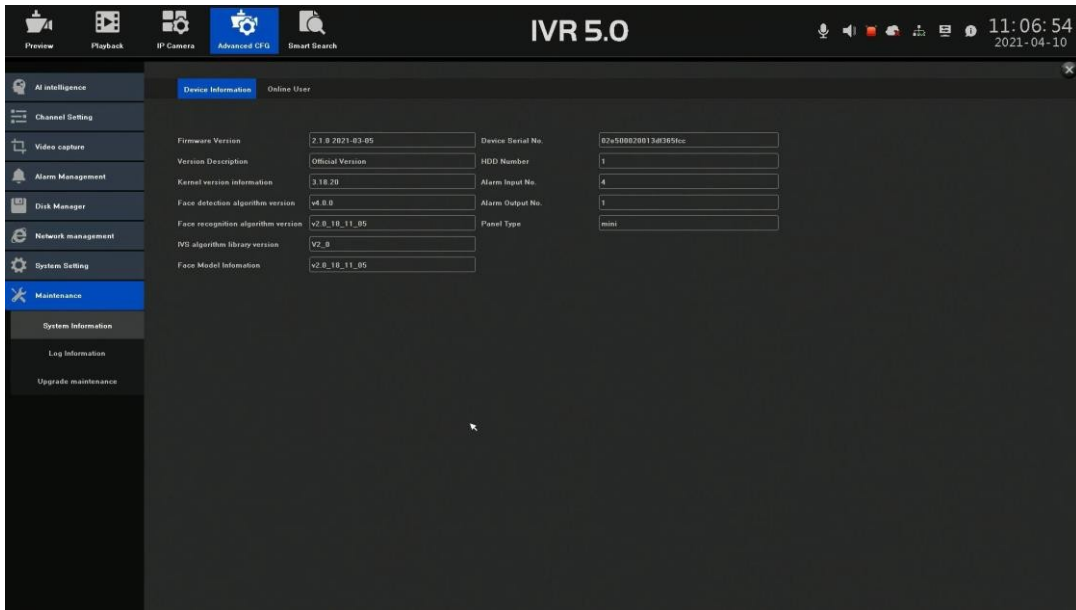 IVR 5.0
11:06:54
2021-04-10
Preview
Playback
IP Camera
Advanced CFG
Smart Search
AI intelligence
Channel Setting
Video capture
Alarm Management
Disk Manager
Network management
System Setting
Maintenance
System Information
Log Information
Upgrade maintenance
Device Information
Online User
Firmware Version 2.1.0 2021-03-05
Version Description Official Version
Kernel version information 3.18.20
Face detection algorithm version v4.0.0
Face recognition algorithm version v2.0_18_11_05
IVS algorithm library version V2_8
Face Model Infomation v2.0_18_11_05
Device Serial No.
HDD Number 1
Alarm Input No. 4
Alarm Output No. 1
Panel Type mini